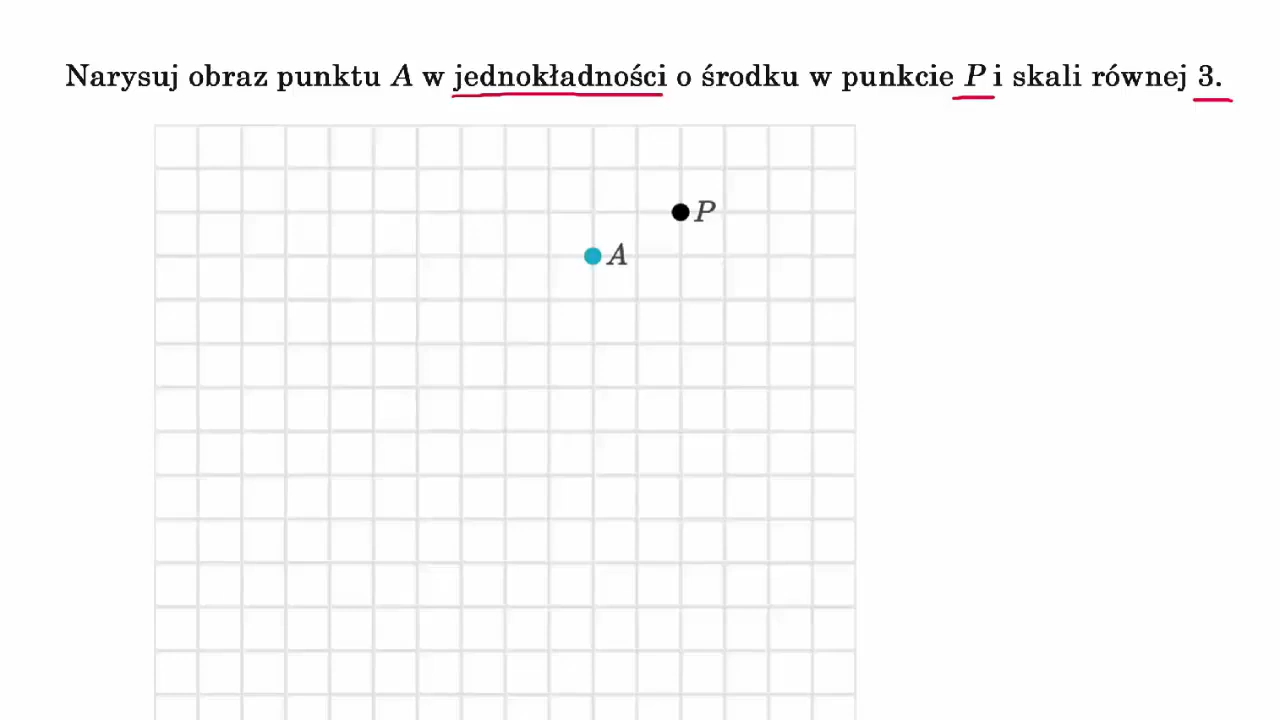 Narysuj obraz punktu A w jednokładności o środku w punkcie P i skali równej 3.
P
A